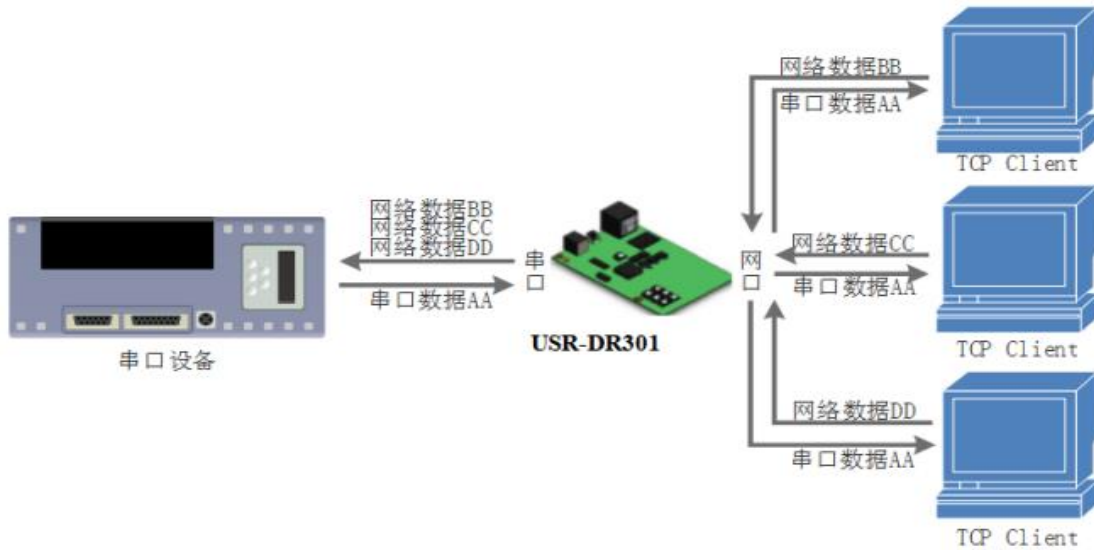 网络数据BB
串口数据AA
TCP Client
网络数据BB
网络数据CC
网络数据DD
串口数据AA
串口
网口
网络数据CC
串口数据AA
USR-DR301
串口设备
TCP Client
网络数据DD
串口数据AA
TCP Client